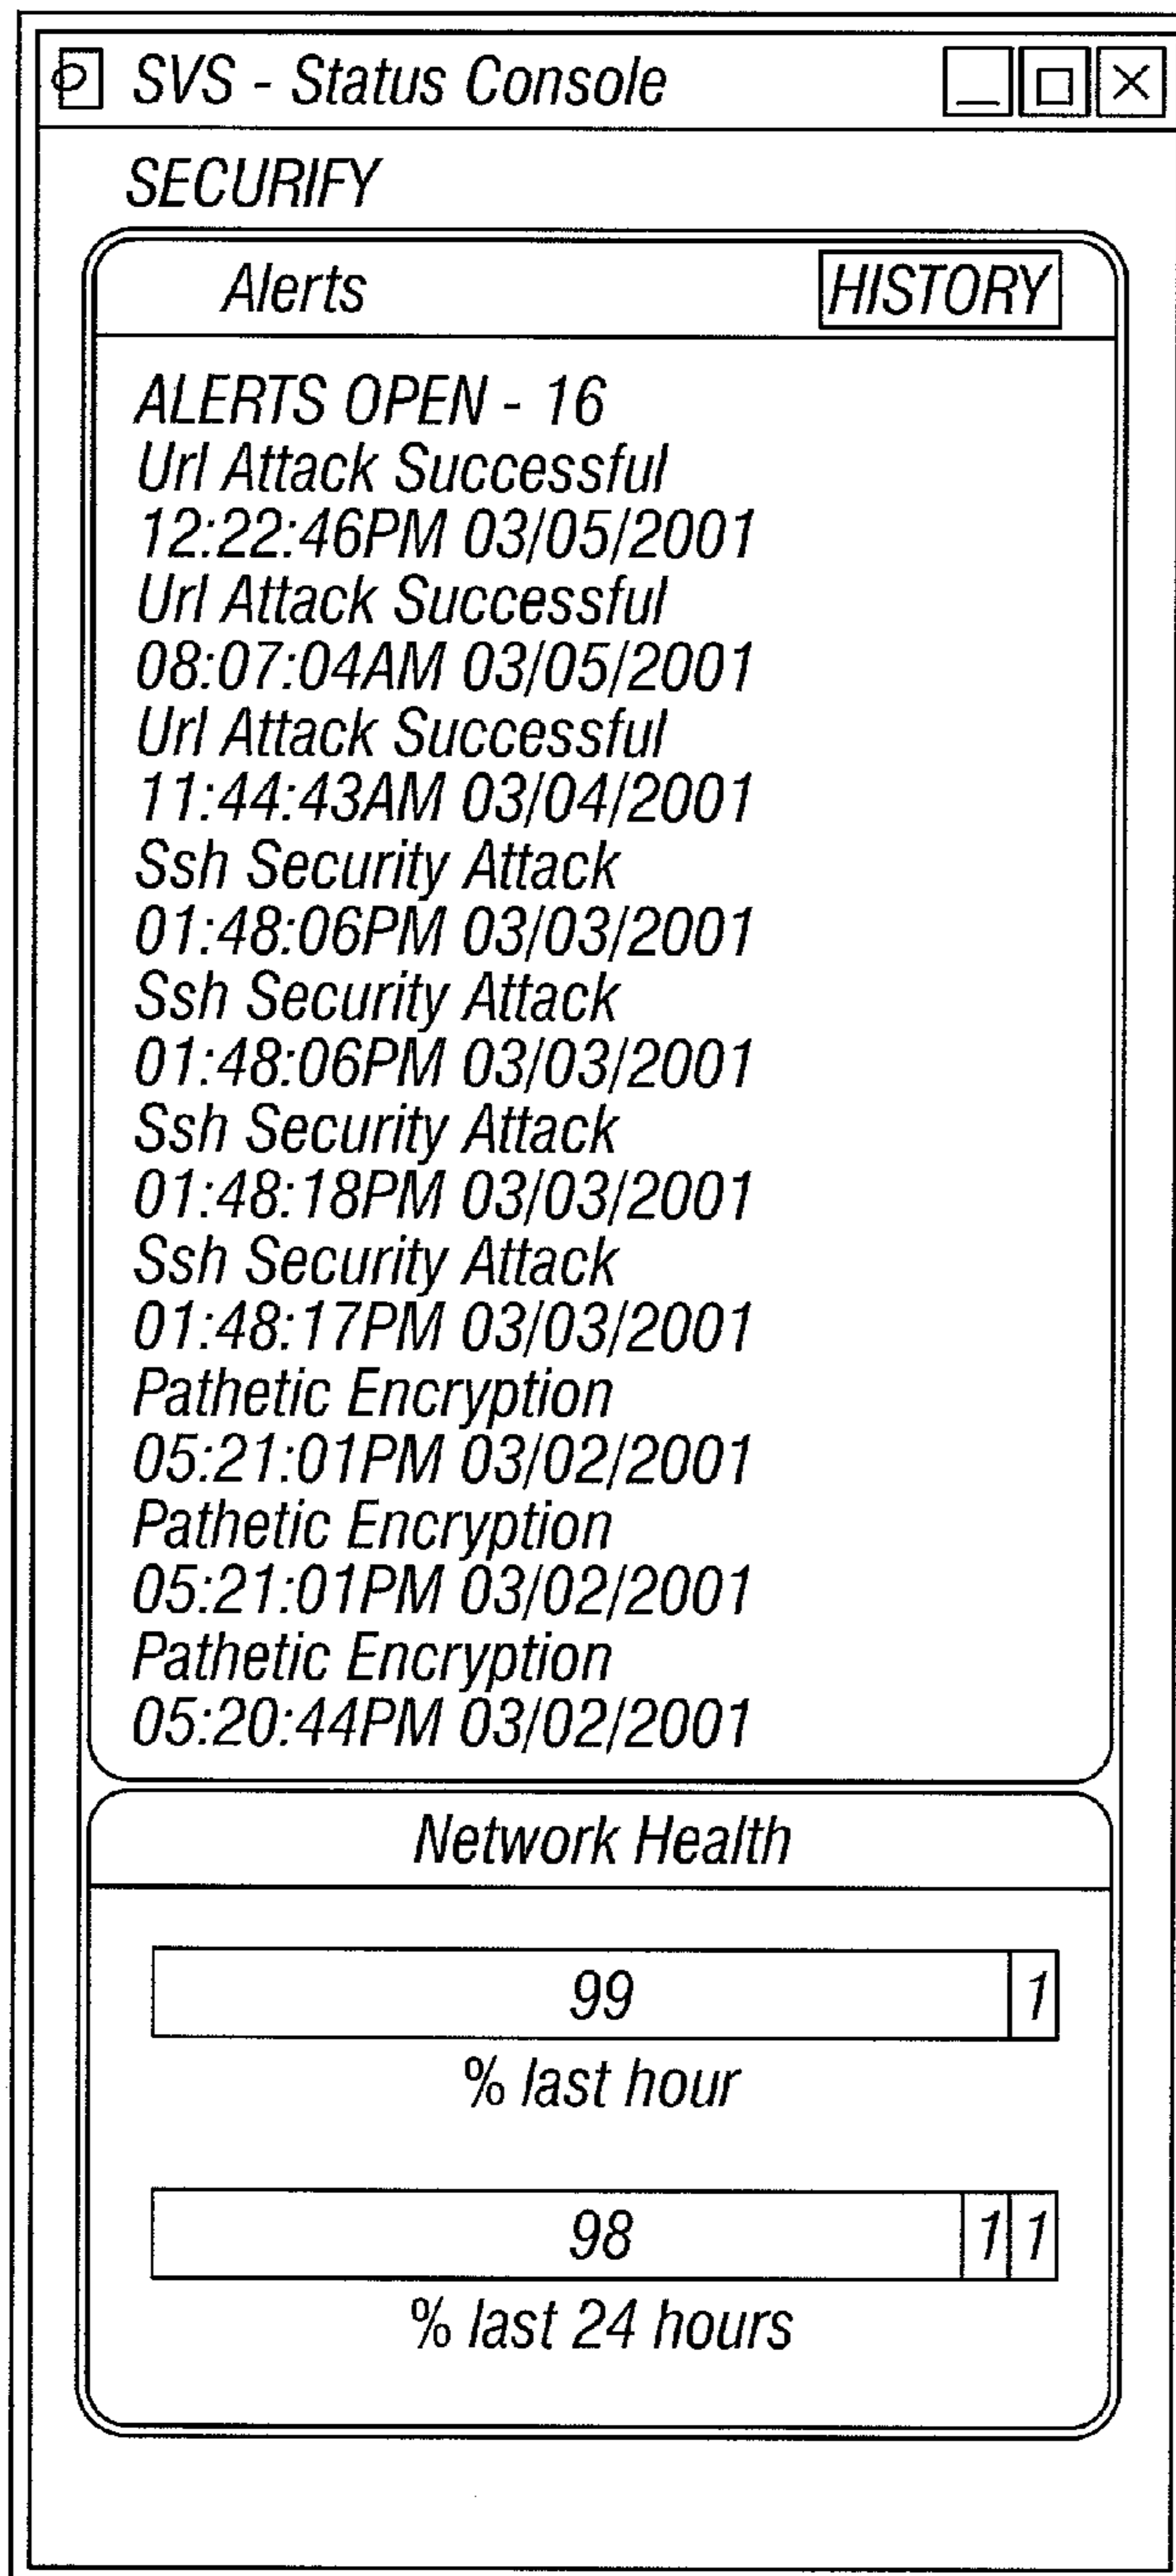 SVS - Status Console
SECURIFY
Alerts HISTORY
ALERTS OPEN - 16
Url Attack Successful
12:22:46PM 03/05/2001
Url Attack Successful
08:07:04AM 03/05/2001
Url Attack Successful
11:44:43AM 03/04/2001
Ssh Security Attack
01:48:06PM 03/03/2001
Ssh Security Attack
01:48:06PM 03/03/2001
Ssh Security Attack
01:48:18PM 03/03/2001
Ssh Security Attack
01:48:17PM 03/03/2001
Pathetic Encryption
05:21:01PM 03/02/2001
Pathetic Encryption
05:21:01PM 03/02/2001
Pathetic Encryption
05:20:44PM 03/02/2001
Network Health
99 1
% last hour
98 1 1
% last 24 hours